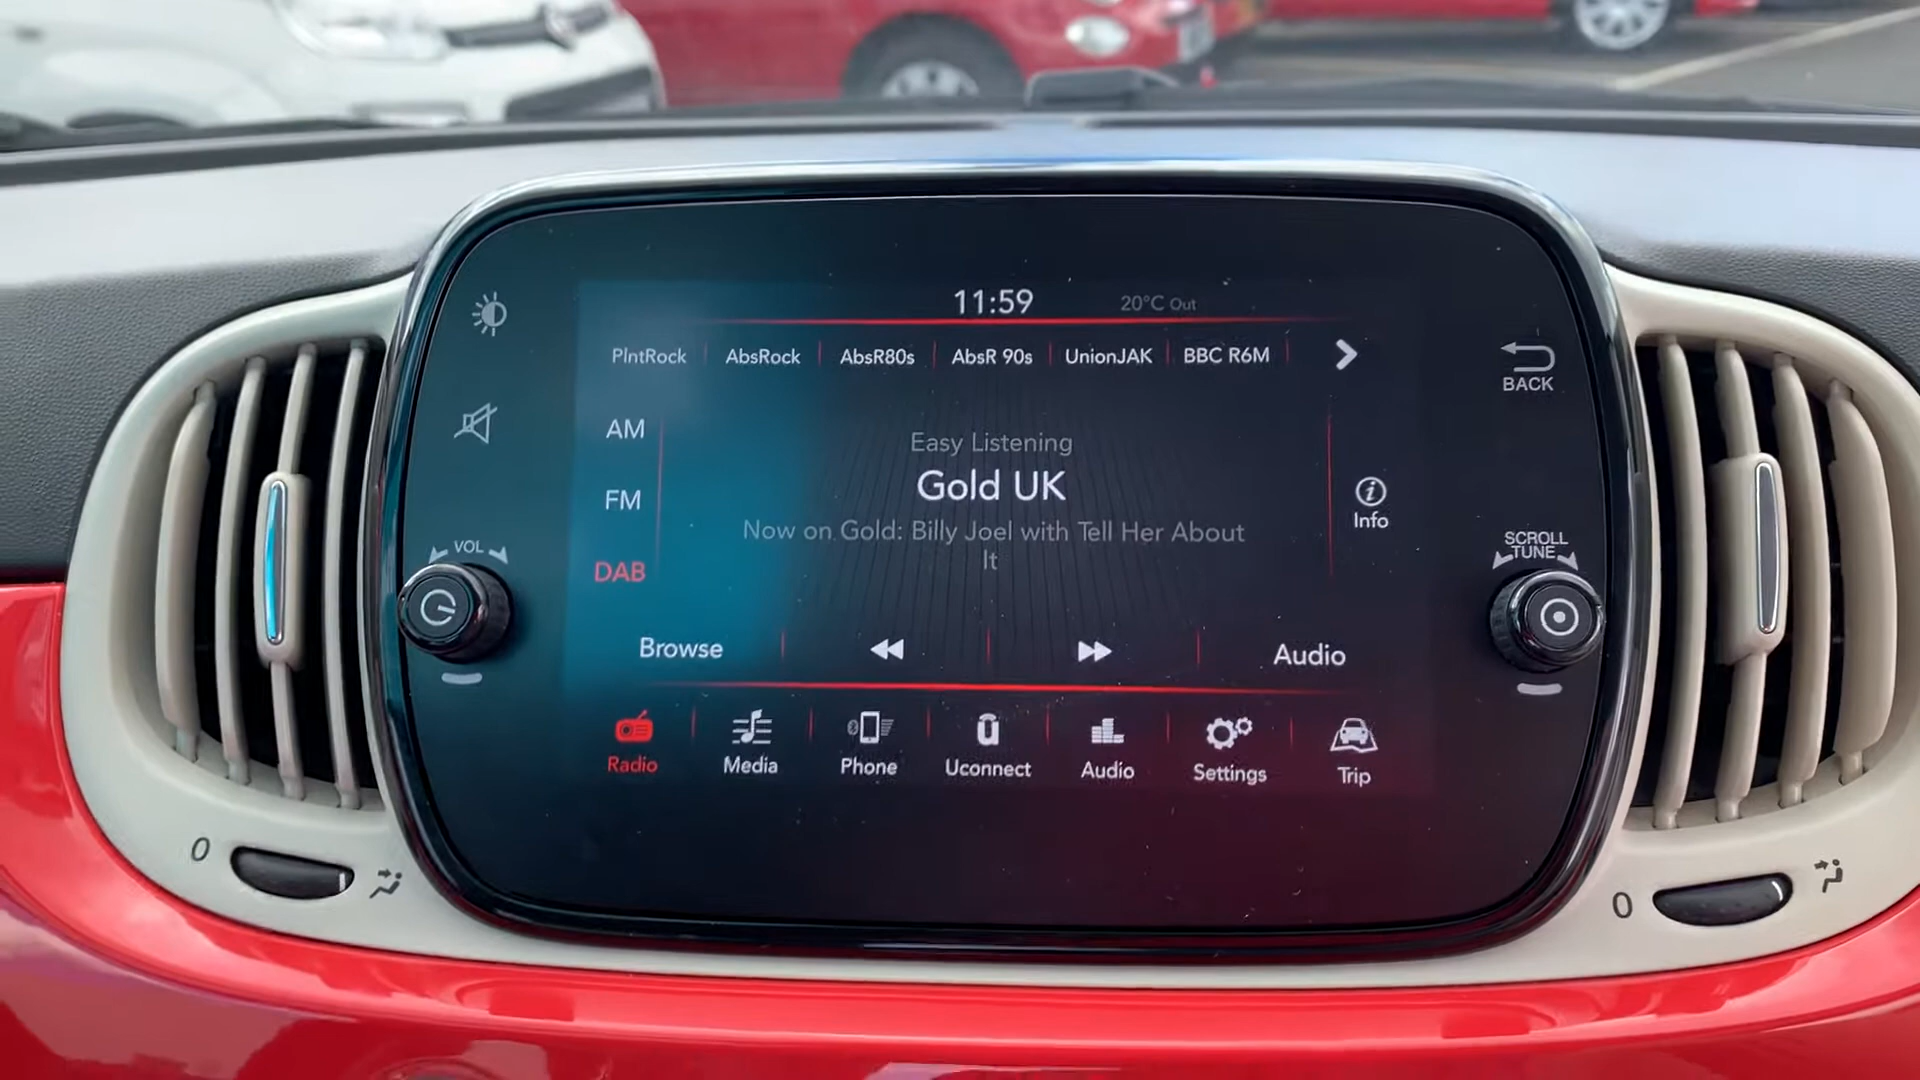 11:59
20°C Out
PlntRock
AbsRock
AbsR80s
AbsR 90s
UnionJAK
BBC R6M
BACK
AM
FM
DAB
Easy Listening
Gold UK
Now on Gold: Billy Joel with Tell Her About
It
Info
VOL
SCROLL
TUNE
Browse
Audio
Radio
Media
Phone
Uconnect
Audio
Settings
Trip
0
0